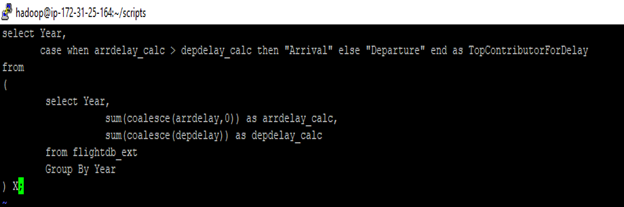 hadoop@ip-172-31-25-164:~/scripts
select Year,
case when arrdelay_calc > depdelay_calc then "Arrival" else "Departure" end as TopContributorForDelay
from
(
select Year,
sum(coalesce(arrdelay,0)) as arrdelay_calc,
sum(coalesce(depdelay)) as depdelay_calc
from flightdb_ext
Group By Year
) X;
~